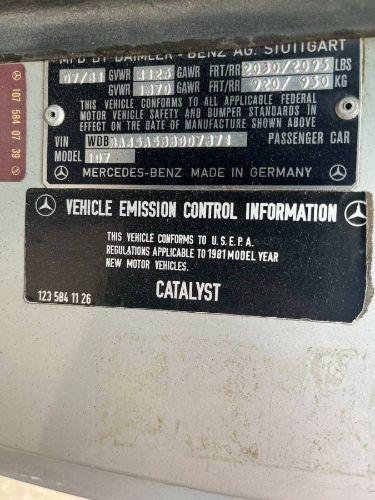 MFD BY DAIMLER - BENZ AG. STUTTGART
07/81 GVWR GAWR FRT/RR 2030/2095 LBS
GVWR 1870 GAWR FRT/RR 920/ 950 KG
THIS VEHICLE CONFORMS TO ALL APPLICABLE FEDERAL
MOTOR VEHICLE SAFETY AND BUMPER STANDARDS IN
EFFECT ON THE DATE OF MANUFACTURE SHOWN ABOVE
VIN WDB PASSENGER CAR
MODEL 107
MERCEDES-BENZ MADE IN GERMANY
107 584 07 39
VEHICLE EMISSION CONTROL INFORMATION
THIS VEHICLE CONFORMS TO U.S.E.P.A.
REGULATIONS APPLICABLE TO 1981 MODEL YEAR
NEW MOTOR VEHICLES.
CATALYST
123 584 11 26